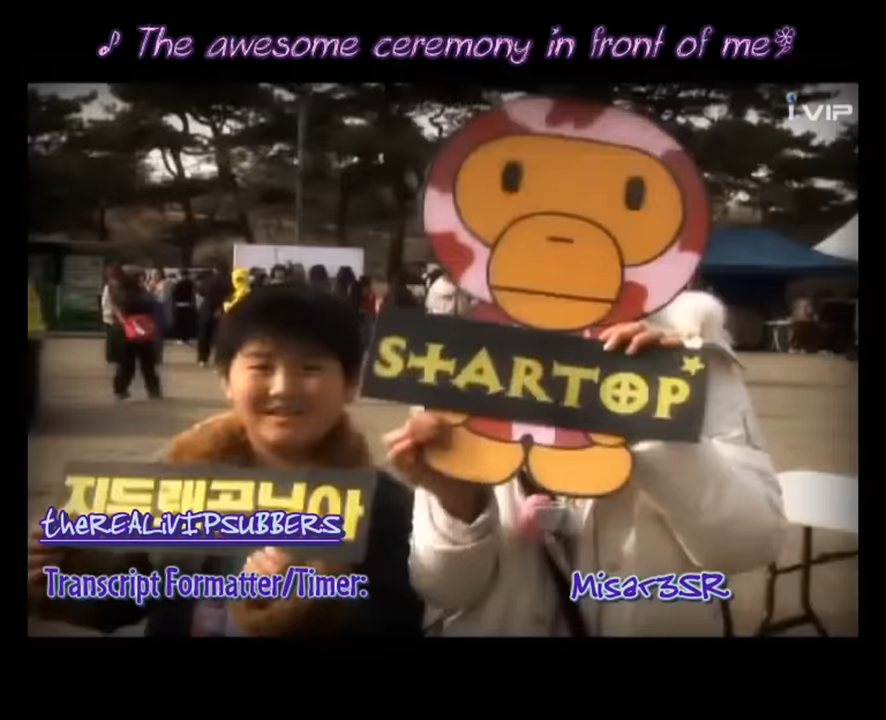 ♪ The awesome ceremony in front of me
i.VIP
STARTOP
지드래곤님아
theREALiVIPSUBBERS
Transcript Formatter/Timer:
Misar3SR